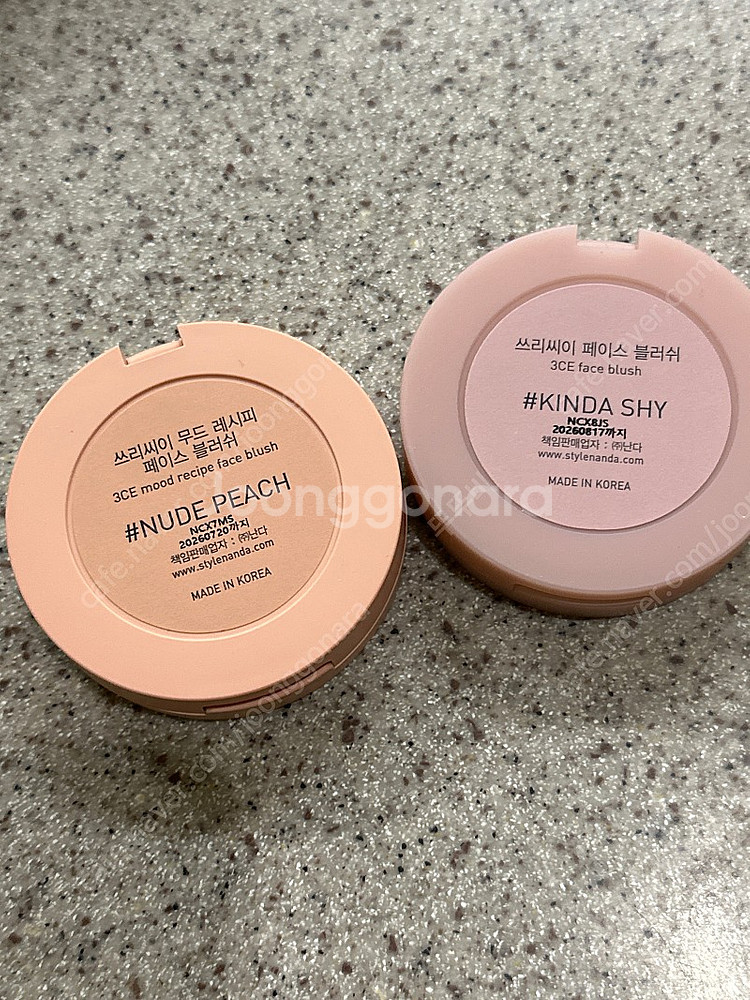 쓰리씨이 무드 레시피
페이스 블러쉬
3CE mood recipe face blush
#NUDE PEACH
NCX7MS
20260720까지
책임판매업자 : ㈜난다
www.stylenanda.com
MADE IN KOREA
쓰리씨이 페이스 블러쉬
3CE face blush
#KINDA SHY
NCX8JS
20260817까지
책임판매업자 : ㈜난다
www.stylenanda.com
MADE IN KOREA
joonggonara